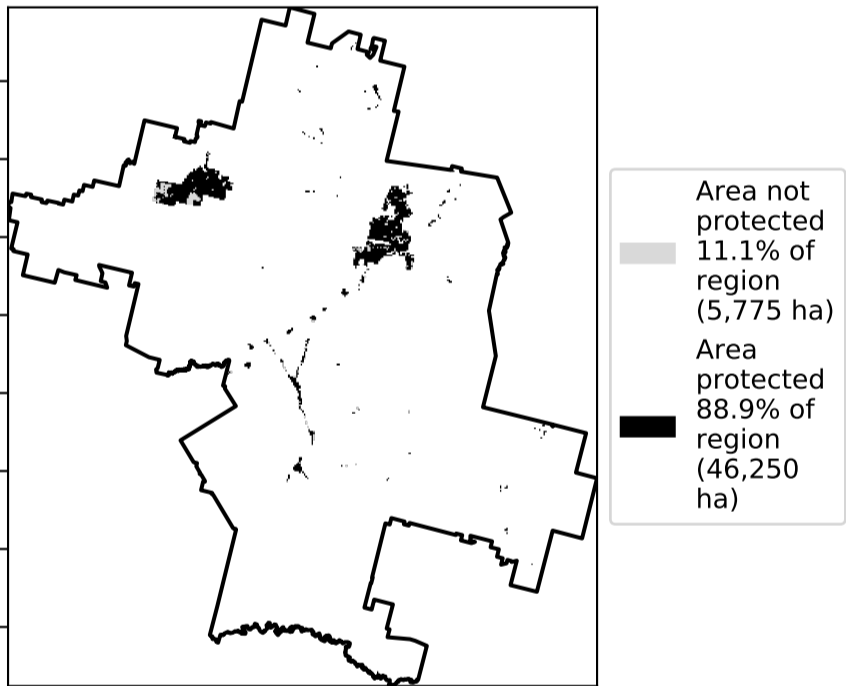 Area not
protected
11.1% of
region
(5,775 ha)
Area
protected
88.9% of
region
(46,250
ha)